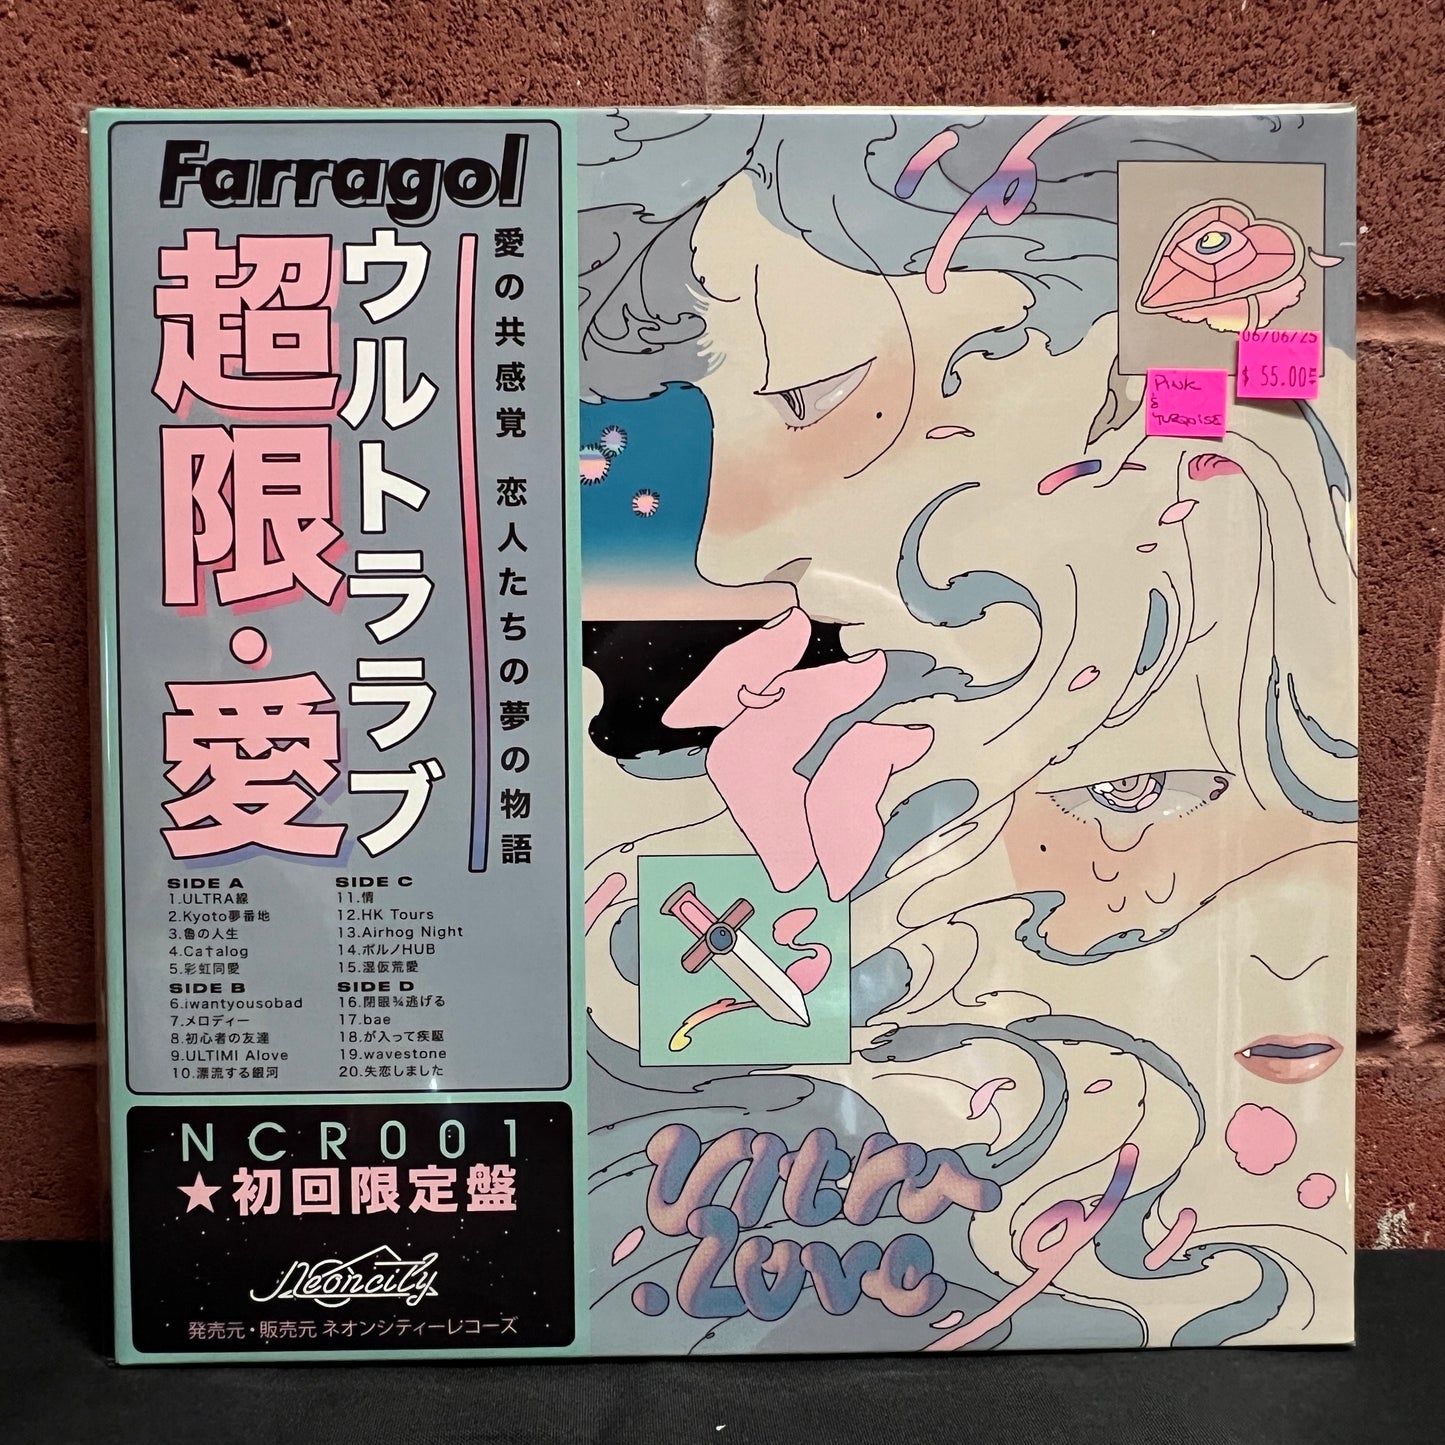 Farragol
超限・愛
ウルトララブ
愛の共感覚 恋人たちの夢の物語
SIDE A
1.ULTRA線
2.Kyoto夢番地
3.魯の人生
4.Ca†alog
5.彩虹同愛
SIDE B
6.iwantyousobad
7.メロディー
8.初心者の友達
9.ULTIMI Alove
10.漂流する銀河
SIDE C
11.情
12.HK Tours
13.Airhog Night
14.ポルノHUB
15.湿仮荒愛
SIDE D
16.閉眼¾逃げる
17.bae
18.が入って疾駆
19.wavestone
20.失恋しました
NCR001
★初回限定盤
Neoncity
発売元・販売元 ネオンシティーレコーズ
06/06/25
$ 55.00
PINK
&
TURQOISE
Ultra
.Love